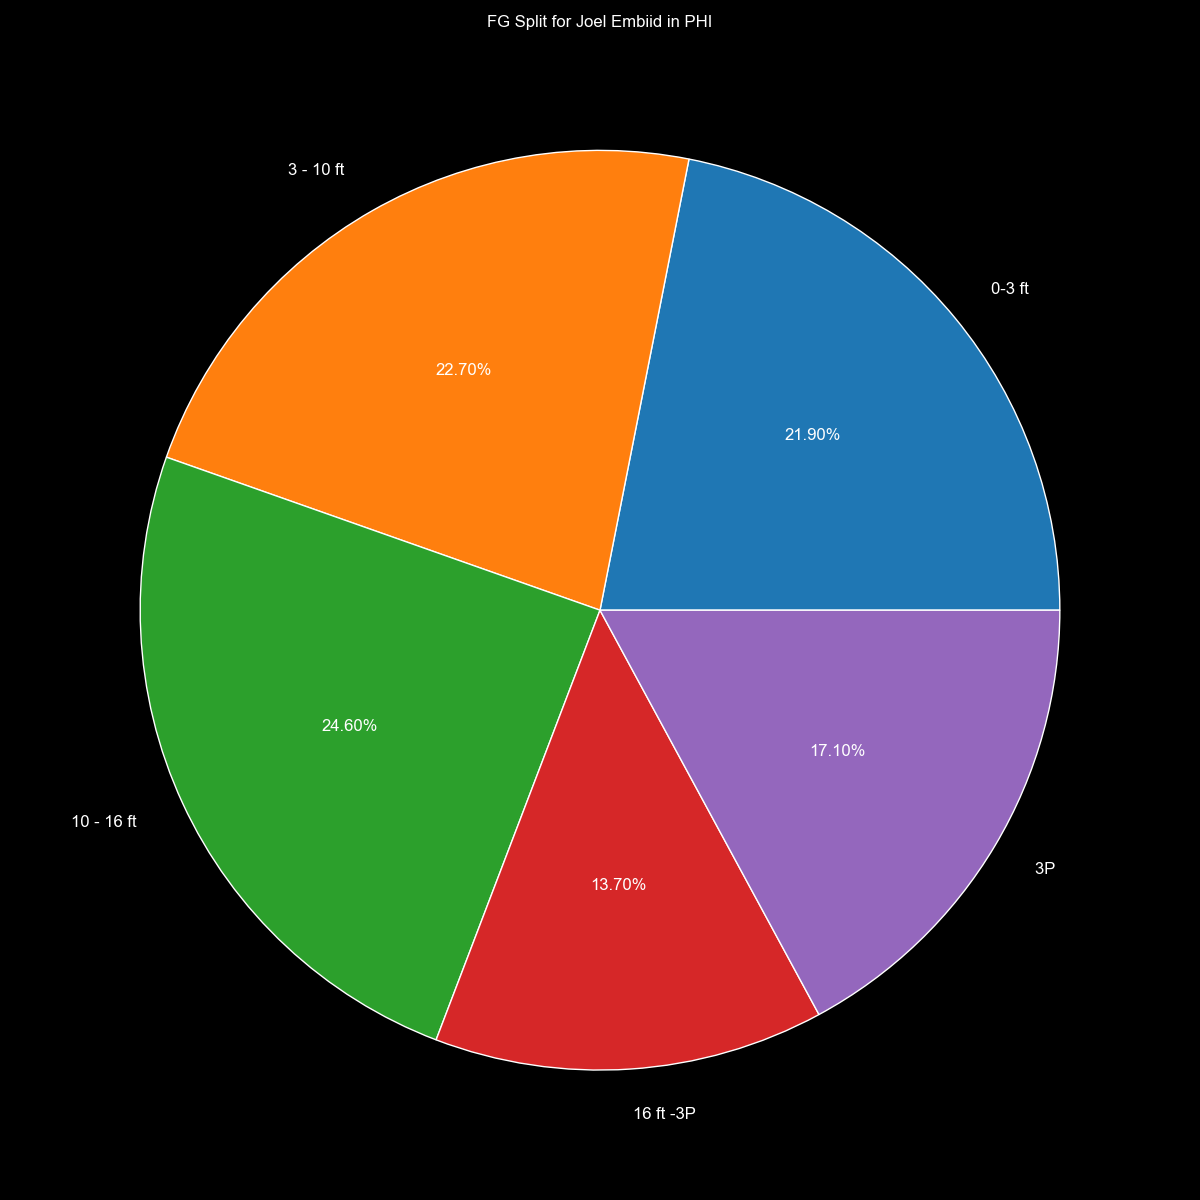 FG Split for Joel Embiid in PHI
3 - 10 ft
0-3 ft
22.70%
21.90%
24.60%
17.10%
10 - 16 ft
3P
13.70%
16 ft -3P